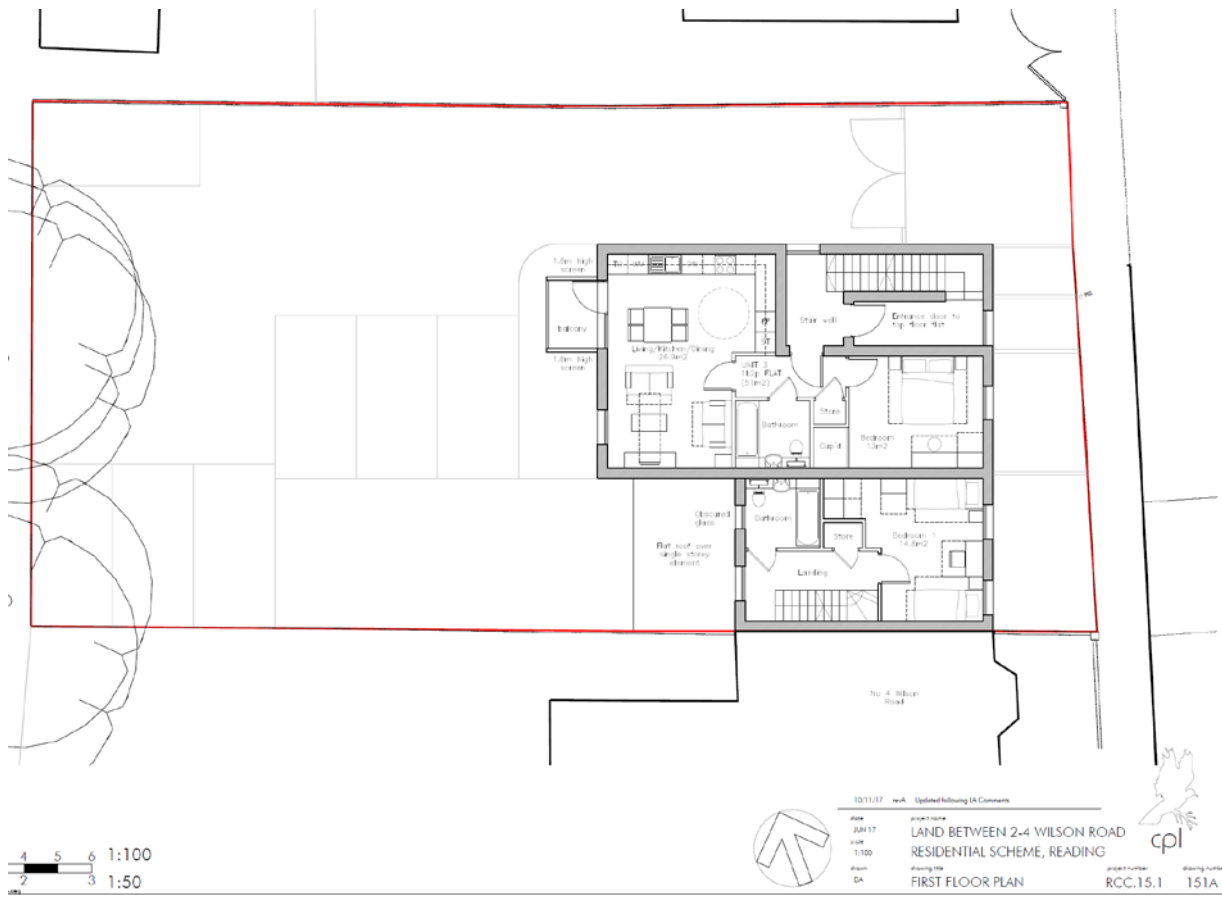 1.8m high
screen
balcony
1.8m high
screen
Living/Kitchen/Dining
ST
UNIT 3
1b2p FLAT
(51m2)
Stair well
Entrance door to
top floor flat
Store
Bathroom
Cup'd
Bedroom
13m2
Obscured
glass
Bathroom
Store
Bedroom 1
14.8m2
Flat roof over
single storey
element
Landing
No 4 Wilson
Road
10/11/17 revA Updated following LA Comments
date
JUN 17
project name
LAND BETWEEN 2-4 WILSON ROAD
RESIDENTIAL SCHEME, READING
scale
1:100
drawn
DA
drawing title
FIRST FLOOR PLAN
project number
RCC.15.1
drawing numbe
151A
cpl
4 5 6 1:100
2 3 1:50